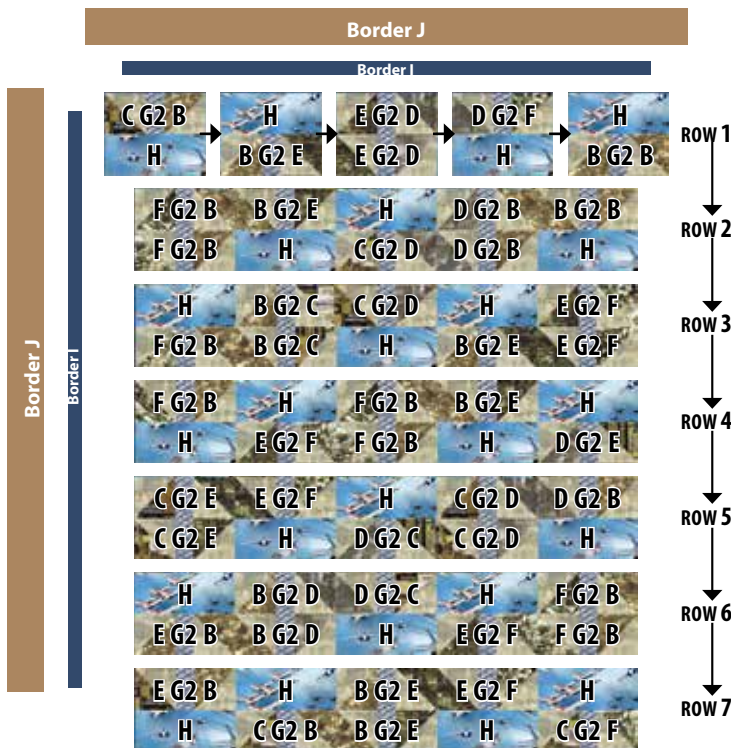 Border J
Border I
Border J
Border I
C G2 B H E G2 D D G2 F H
H B G2 E E G2 D H B G2 B
ROW 1
F G2 B B G2 E H D G2 B B G2 B
F G2 B H C G2 D D G2 B H
ROW 2
H B G2 C C G2 D H E G2 F
F G2 B B G2 C H B G2 E E G2 F
ROW 3
F G2 B H F G2 B B G2 E H
H E G2 F F G2 B H D G2 E
ROW 4
C G2 E E G2 F H C G2 D D G2 B
C G2 E H D G2 C C G2 D H
ROW 5
H B G2 D D G2 C H F G2 B
E G2 B B G2 D H E G2 F F G2 B
ROW 6
E G2 B H B G2 E E G2 F H
H C G2 B B G2 E H C G2 F
ROW 7